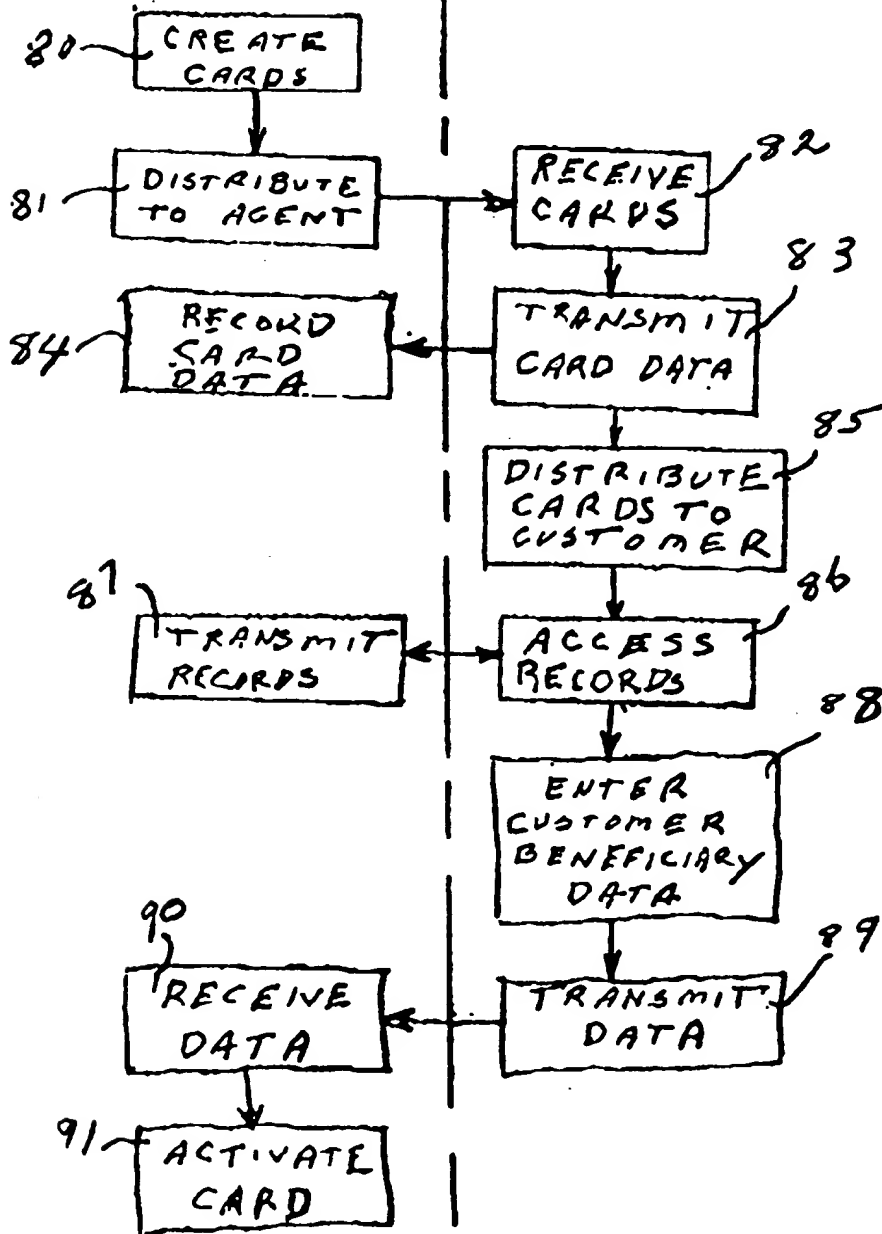 80
CREATE
CARDS
81
DISTRIBUTE
TO AGENT
RECEIVE
CARDS
82
83
TRANSMIT
CARD DATA
84
RECORD
CARD
DATA
85
DISTRIBUTE
CARDS TO
CUSTOMER
86
ACCESS
RECORDS
87
TRANSMIT
RECORDS
88
ENTER
CUSTOMER
BENEFICIARY
DATA
89
TRANSMIT
DATA
90
RECEIVE
DATA
91
ACTIVATE
CARD